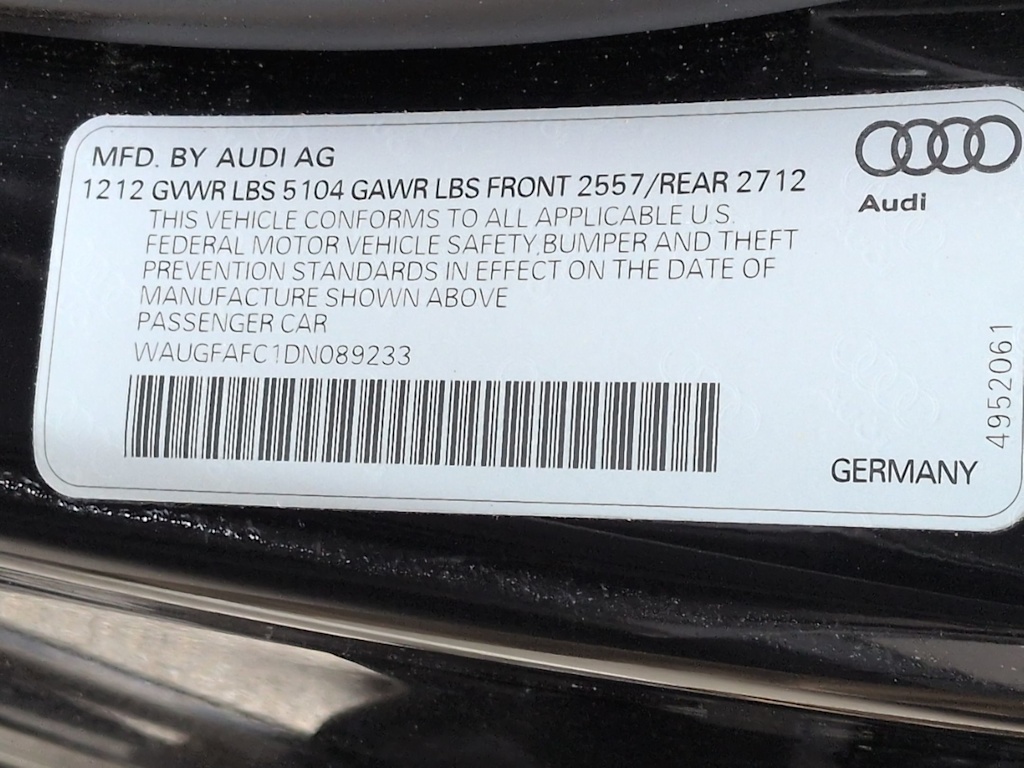 MFD. BY AUDI AG
1212 GVWR LBS 5104 GAWR LBS FRONT 2557/REAR 2712
THIS VEHICLE CONFORMS TO ALL APPLICABLE U.S.
FEDERAL MOTOR VEHICLE SAFETY,BUMPER AND THEFT
PREVENTION STANDARDS IN EFFECT ON THE DATE OF
MANUFACTURE SHOWN ABOVE
PASSENGER CAR
WAUGFAFC1DN089233
Audi
4952061
GERMANY